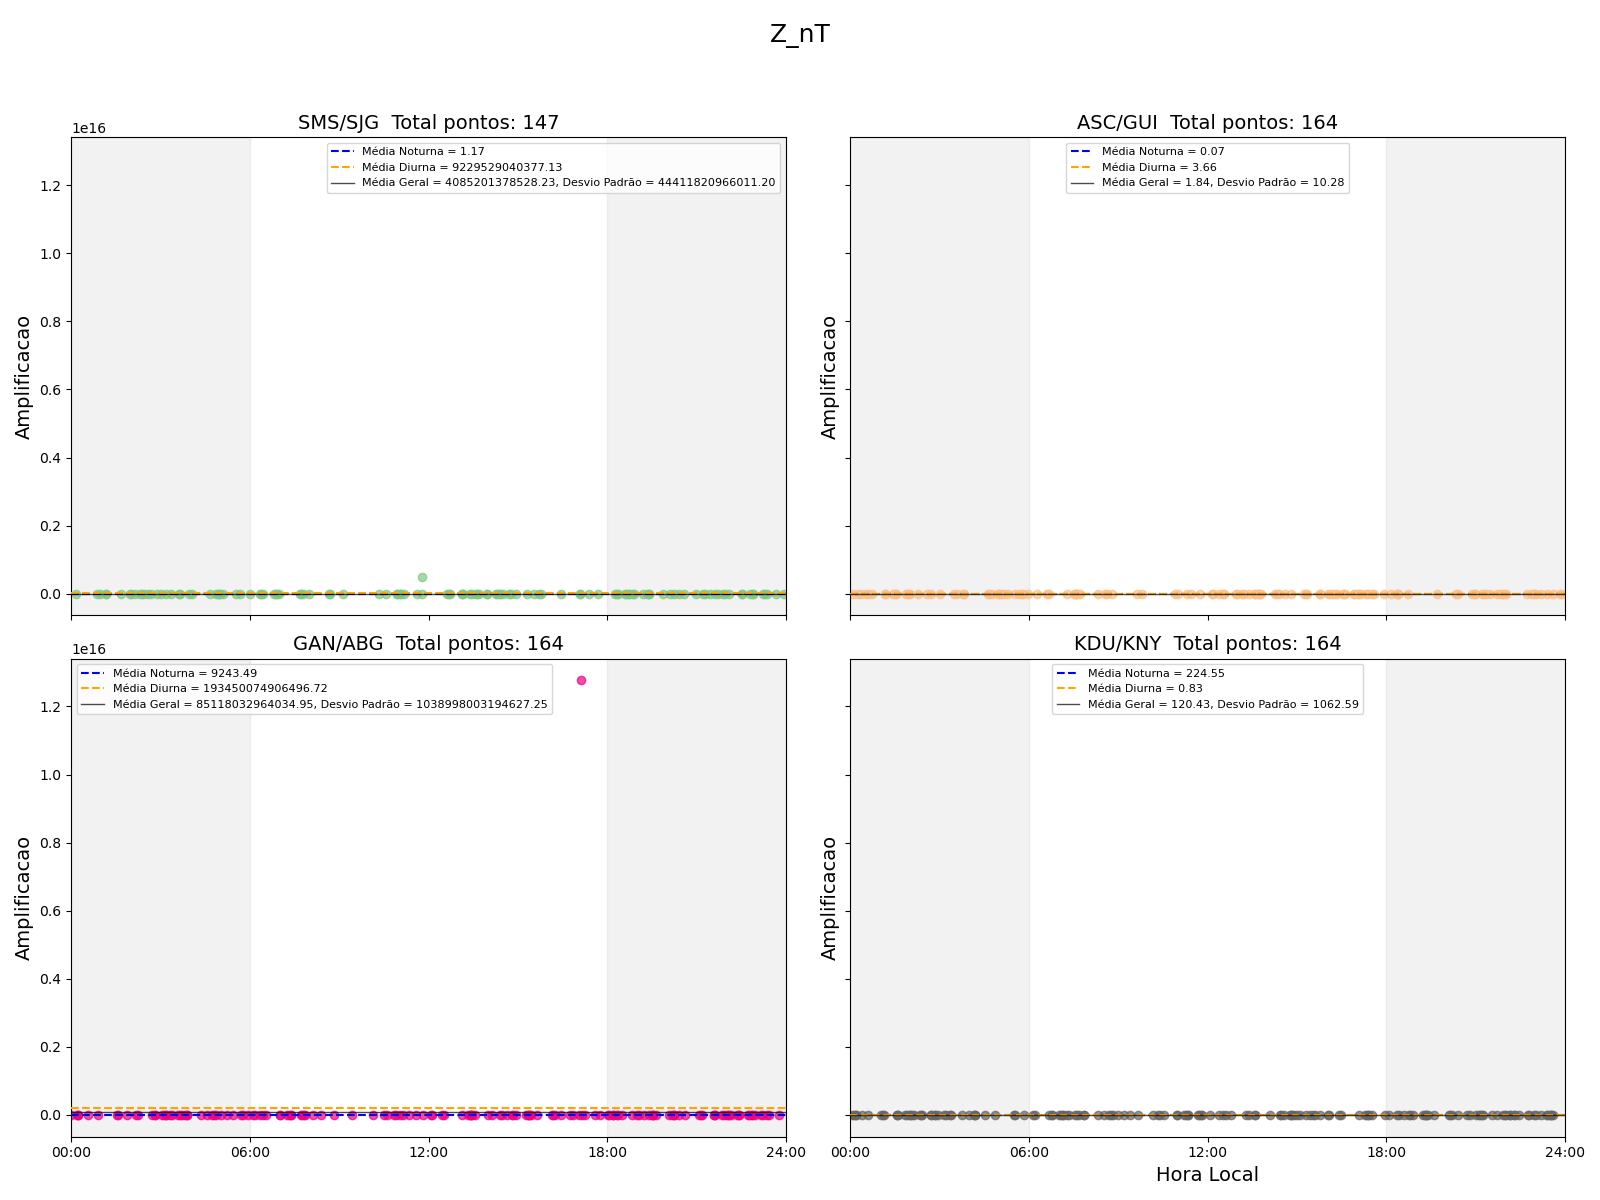 Z_nT
SMS/SJG  Total pontos: 147
1e16
Média Noturna = 1.17
Média Diurna = 9229529040377.13
Média Geral = 4085201378528.23, Desvio Padrão = 44411820966011.20
1.2
1.0
0.8
0.6
0.4
0.2
0.0
Amplificacao
ASC/GUI  Total pontos: 164
Média Noturna = 0.07
Média Diurna = 3.66
Média Geral = 1.84, Desvio Padrão = 10.28
Amplificacao
GAN/ABG  Total pontos: 164
1e16
Média Noturna = 9243.49
Média Diurna = 193450074906496.72
Média Geral = 85118032964034.95, Desvio Padrão = 1038998003194627.25
1.2
1.0
0.8
0.6
0.4
0.2
0.0
Amplificacao
00:00 06:00 12:00 18:00 24:00
KDU/KNY  Total pontos: 164
Média Noturna = 224.55
Média Diurna = 0.83
Média Geral = 120.43, Desvio Padrão = 1062.59
Amplificacao
00:00 06:00 12:00 18:00 24:00
Hora Local